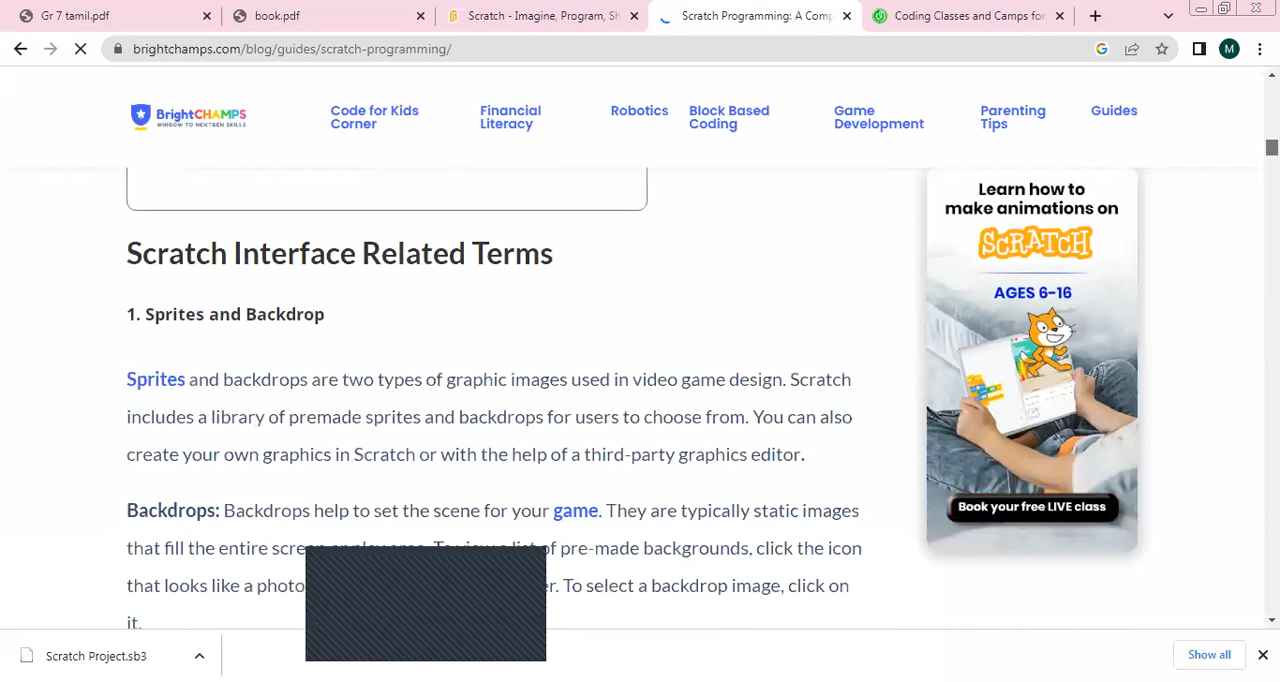 Gr 7 tamil.pdf
book.pdf
Scratch - Imagine, Program, Sh
Scratch Programming: A Comp
Coding Classes and Camps for
brightchamps.com/blog/guides/scratch-programming/
M
BrightCHAMPS
WINDOW TO NEXTGEN SKILLS
Code for Kids Corner
Financial Literacy
Robotics
Block Based Coding
Game Development
Parenting Tips
Guides
Learn how to
make animations on
SCRATCH
AGES 6-16
Book your free LIVE class
Scratch Interface Related Terms
1. Sprites and Backdrop
Sprites and backdrops are two types of graphic images used in video game design. Scratch
includes a library of premade sprites and backdrops for users to choose from. You can also
create your own graphics in Scratch or with the help of a third-party graphics editor.
Backdrops: Backdrops help to set the scene for your game. They are typically static images
that fill the entire of pre-made backgrounds, click the icon
that looks like a To select a backdrop image, click on
it.
Scratch Project.sb3
Show all